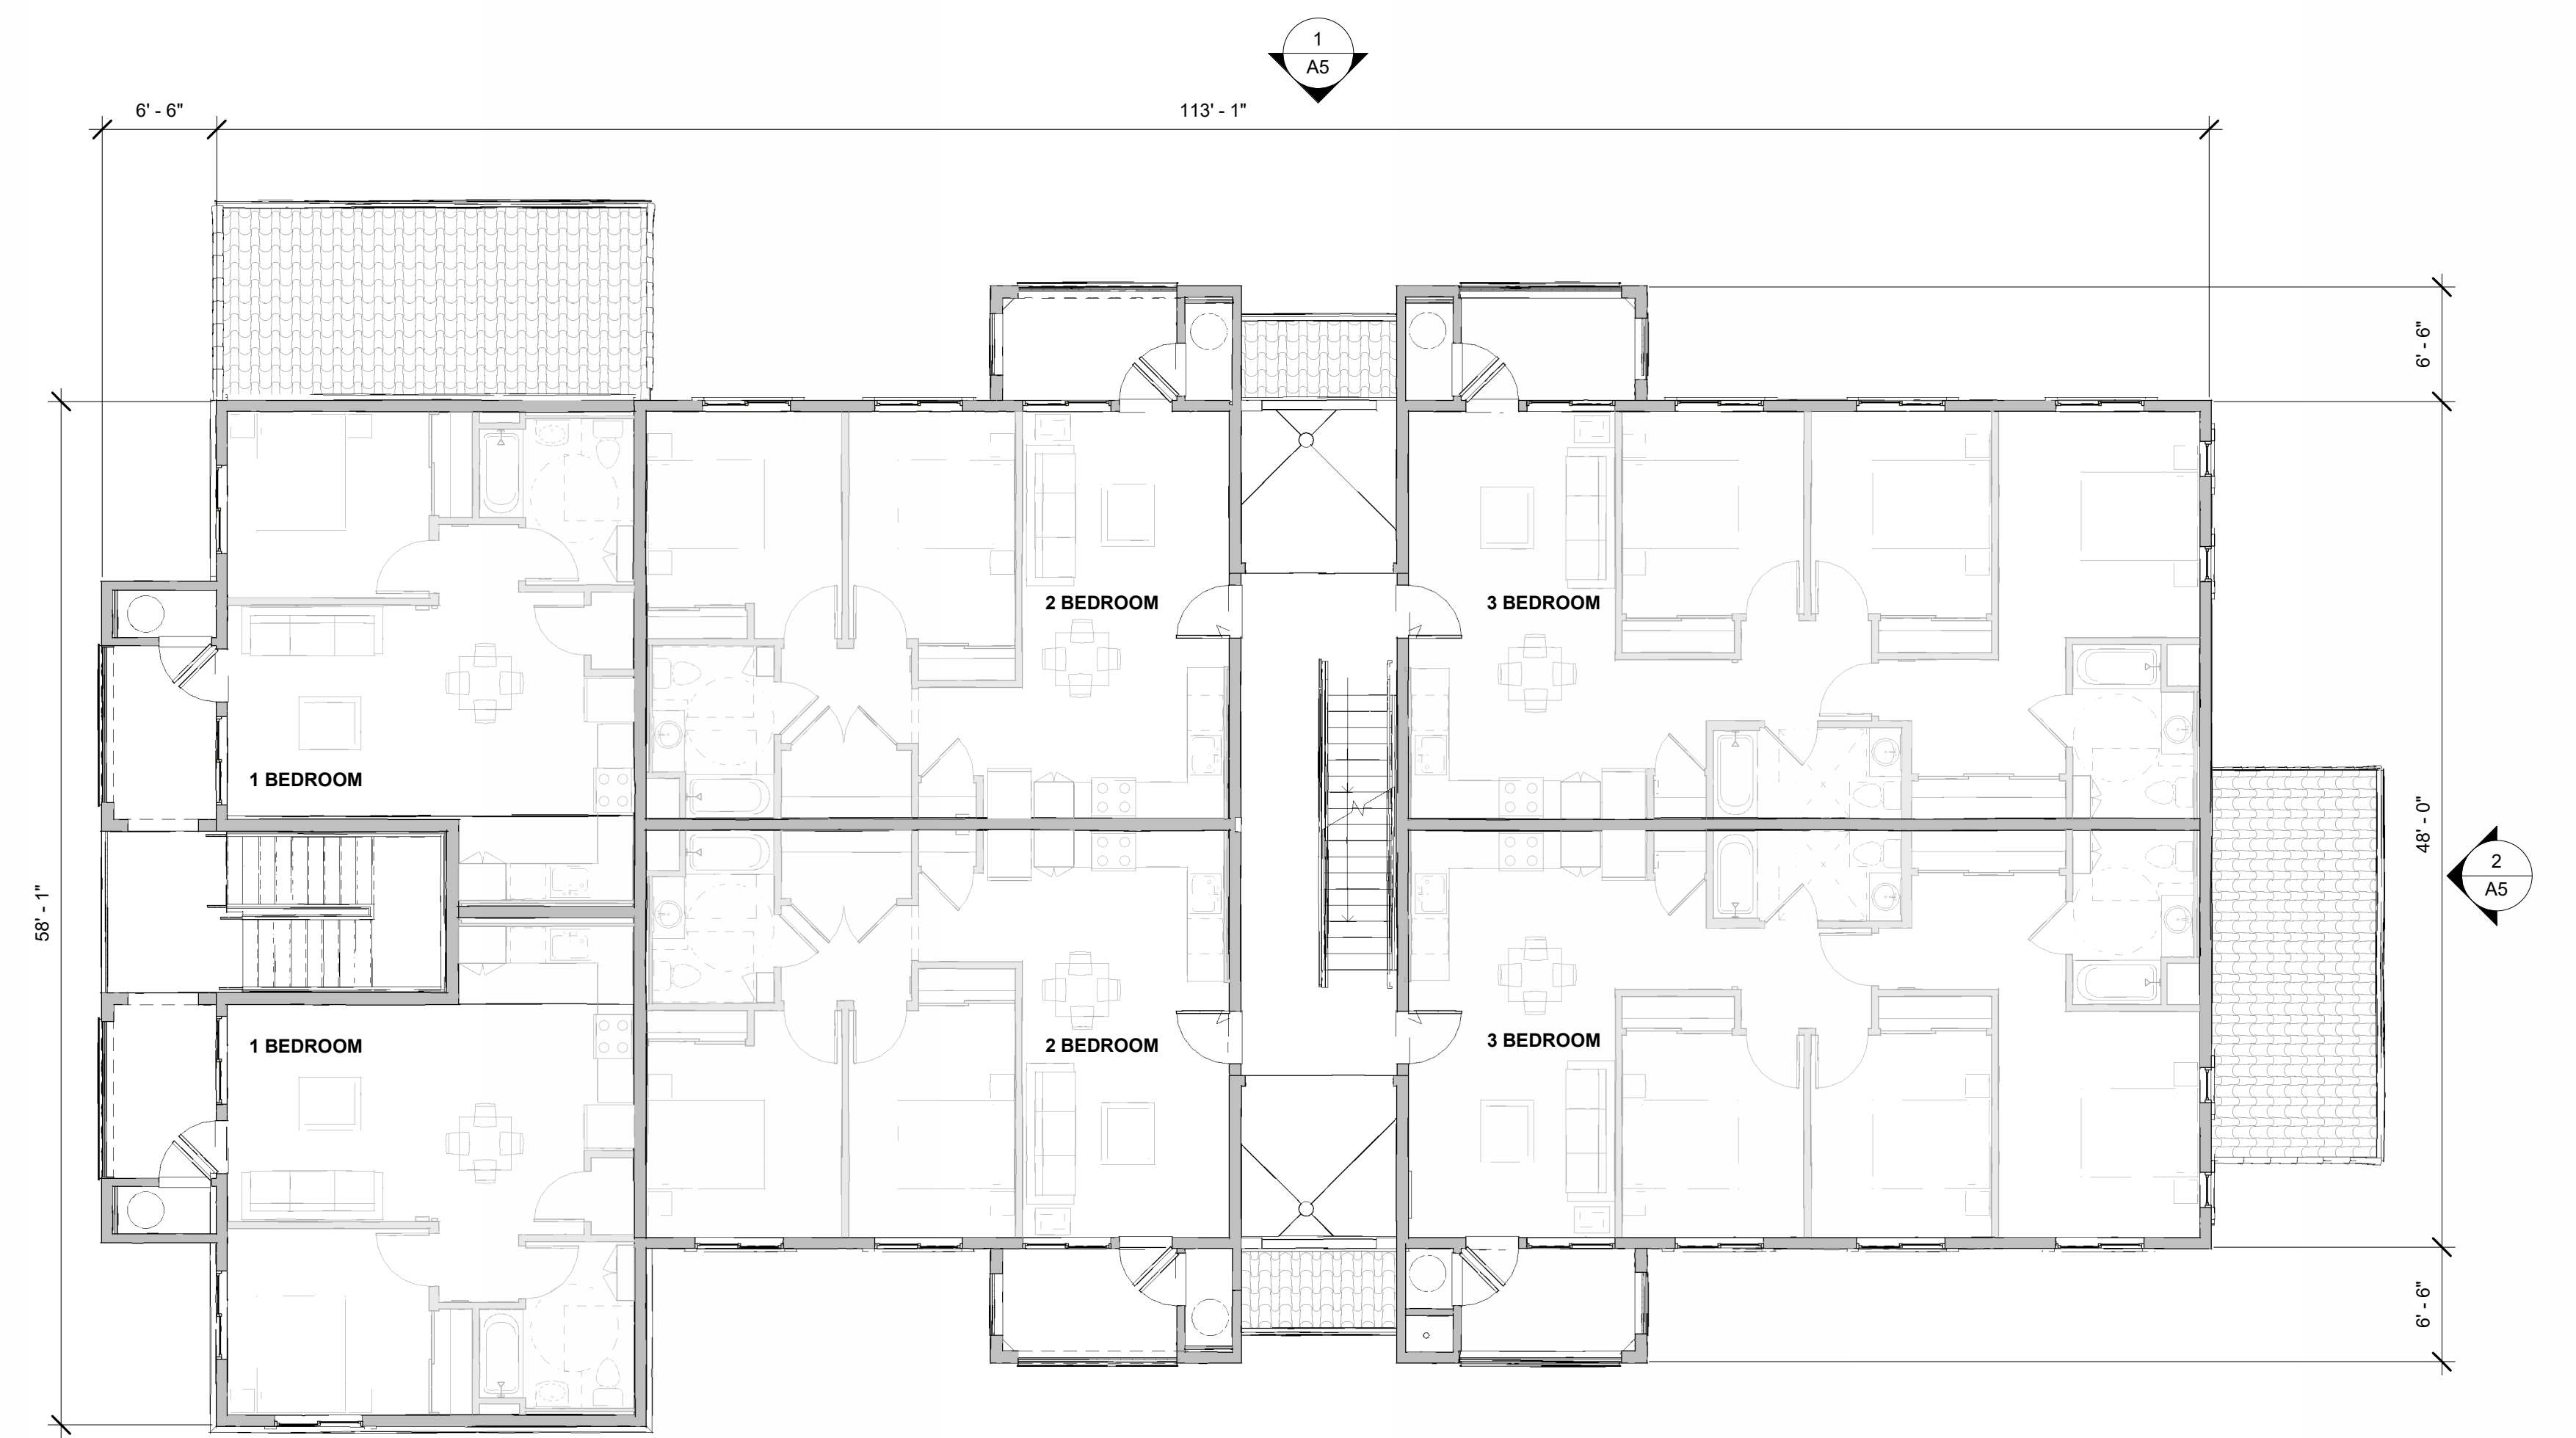 1
A5
6' - 6"
113' - 1"
6' - 6"
2 BEDROOM
3 BEDROOM
1 BEDROOM
48' - 0"
2
A5
58' - 1"
1 BEDROOM
2 BEDROOM
3 BEDROOM
6' - 6"